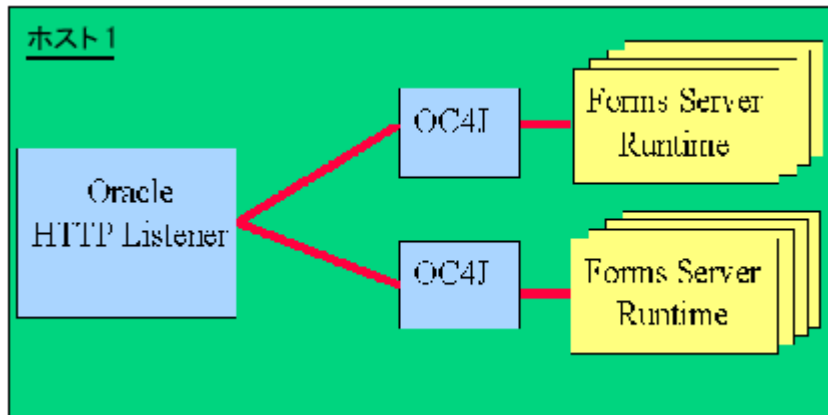 ホスト1
Oracle
HTTP Listener
OC4J
Forms Server
Runtime
OC4J
Forms Server
Runtime